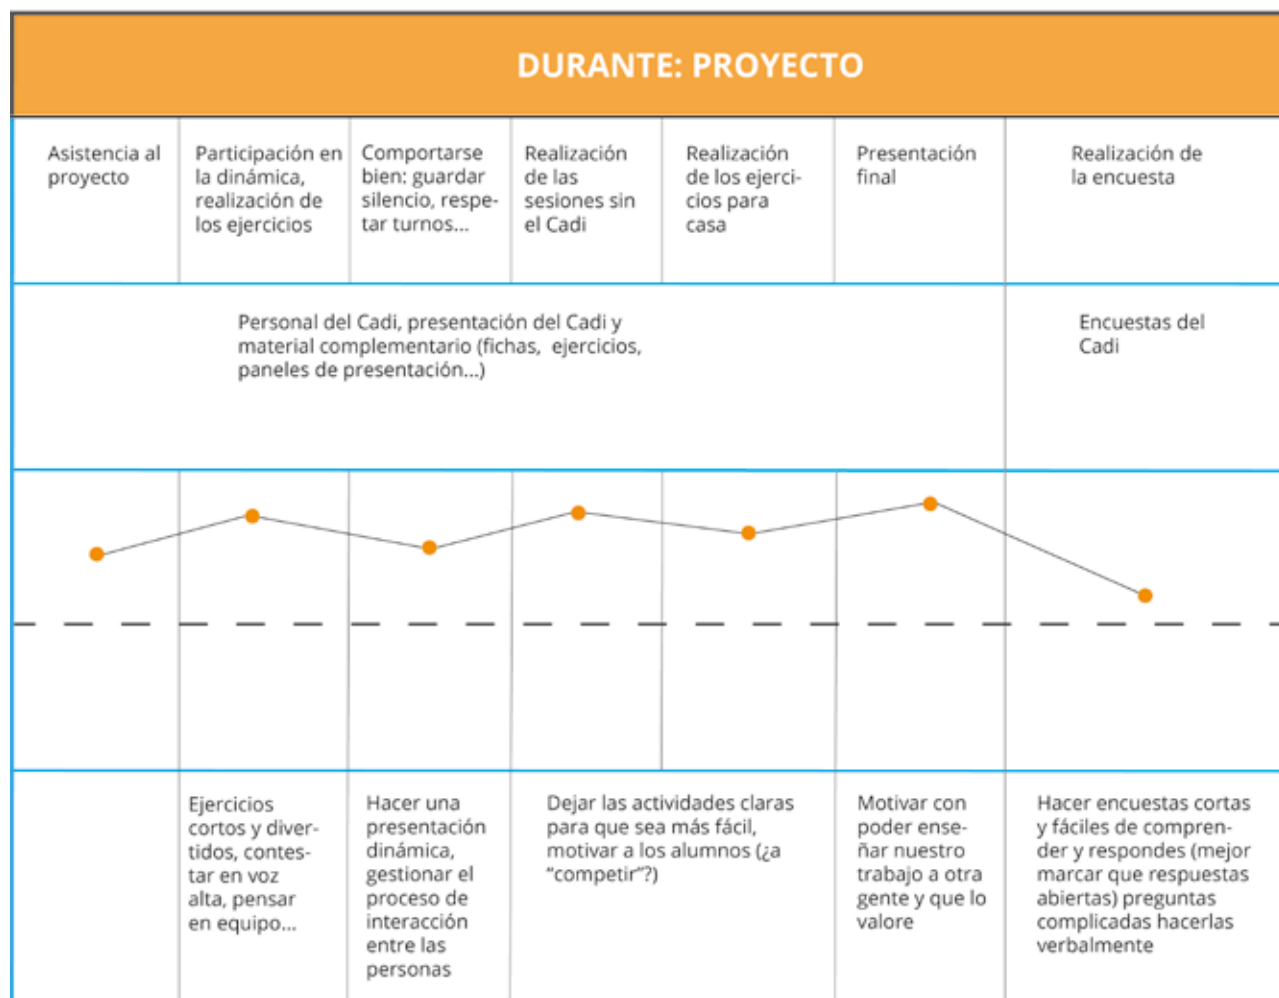 DURANTE: PROYECTO
Asistencia al
proyecto
Participación en
la dinámica,
realización de
los ejercicios
Comportarse
bien: guardar
silencio, respe-
tar turnos...
Realización
de las
sesiones sin
el Cadi
Realización
de los ejerci-
cios para
casa
Presentación
final
Realización de
la encuesta
Personal del Cadi, presentación del Cadi y
material complementario (fichas, ejercicios,
paneles de presentación...)
Encuestas del
Cadi
Ejercicios
cortos y diver-
tidos, contes-
tar en voz
alta, pensar
en equipo...
Hacer una
presentación
dinámica,
gestionar el
proceso de
interacción
entre las
personas
Dejar las actividades claras
para que sea más fácil,
motivar a los alumnos (¿a
“competir”?)
Motivar con
poder ense-
ñar nuestro
trabajo a otra
gente y que lo
valore
Hacer encuestas cortas
y fáciles de compren-
der y respondes (mejor
marcar que respuestas
abiertas) preguntas
complicadas hacerlas
verbalmente